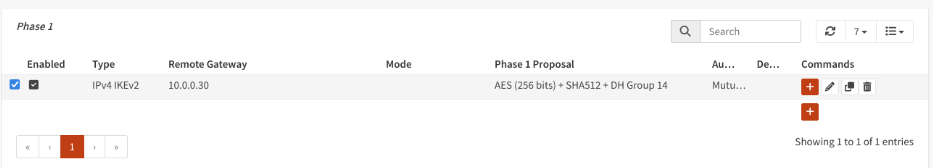 Phase 1
Search
7
Enabled Type Remote Gateway Mode Phase 1 Proposal Au... De... Commands
IPv4 IKEv2 10.0.0.30 AES (256 bits) + SHA512 + DH Group 14 Mutu...
« ‹ 1 › »
Showing 1 to 1 of 1 entries